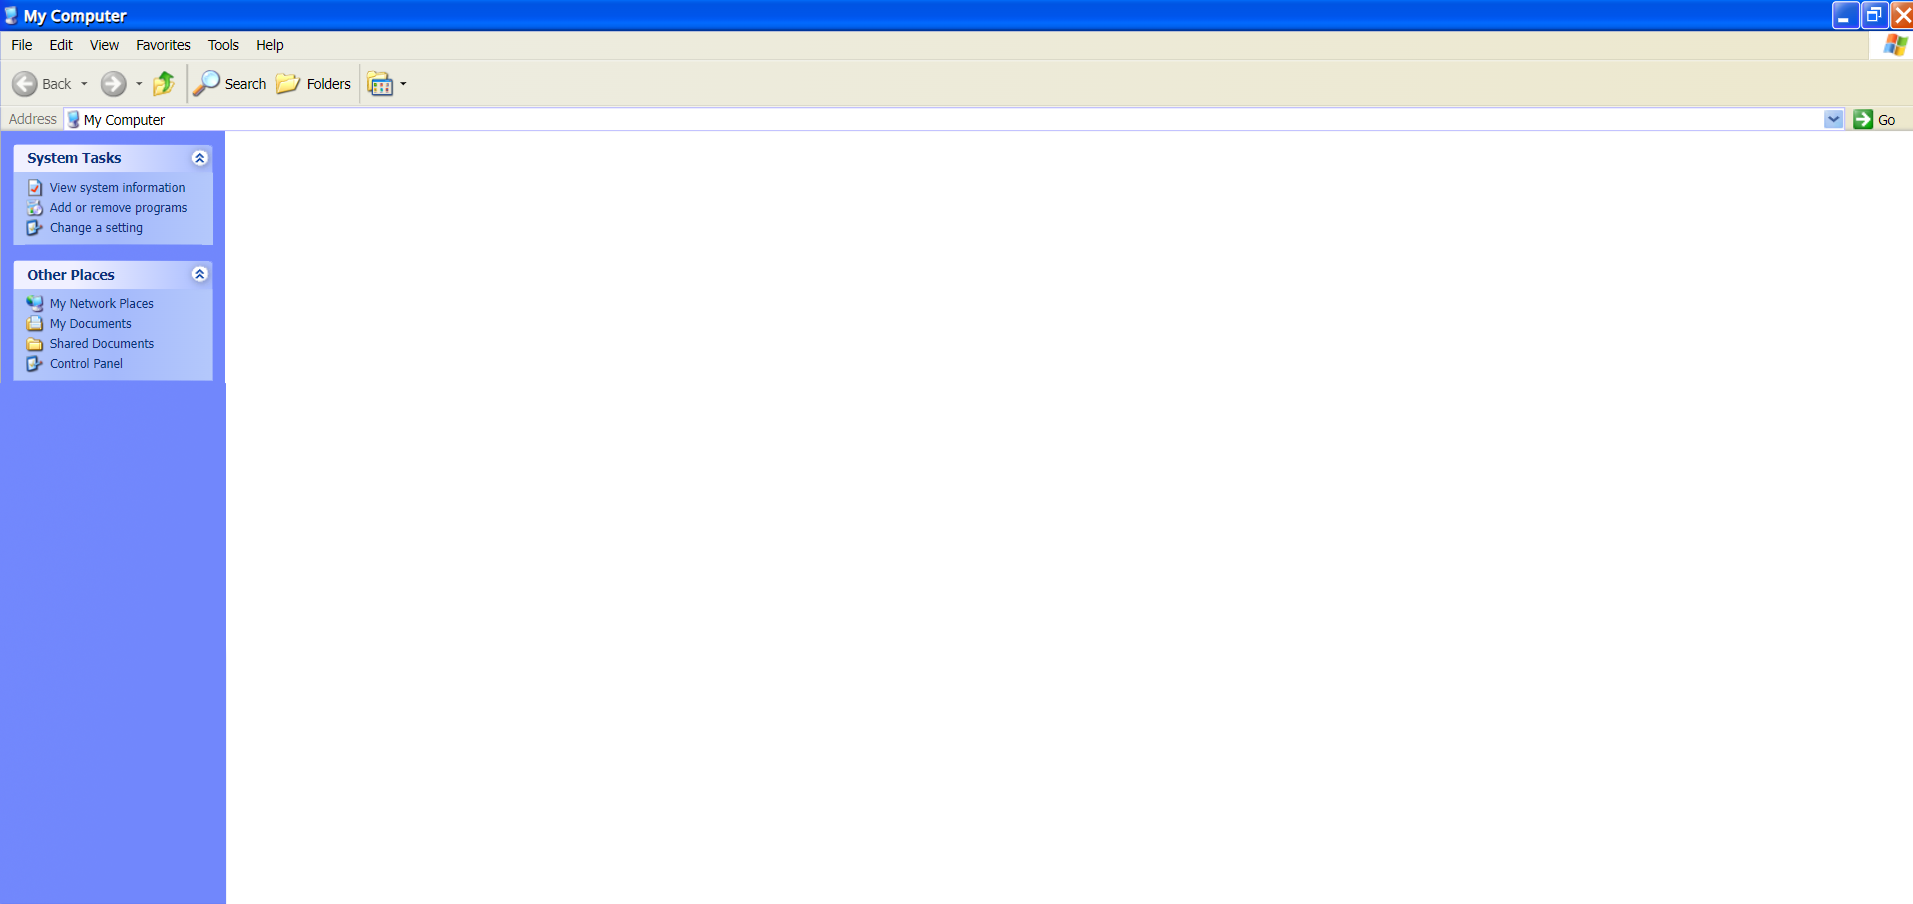 My Computer
File Edit View Favorites Tools Help
Back Search Folders
Address My Computer Go
System Tasks
View system information
Add or remove programs
Change a setting
Other Places
My Network Places
My Documents
Shared Documents
Control Panel